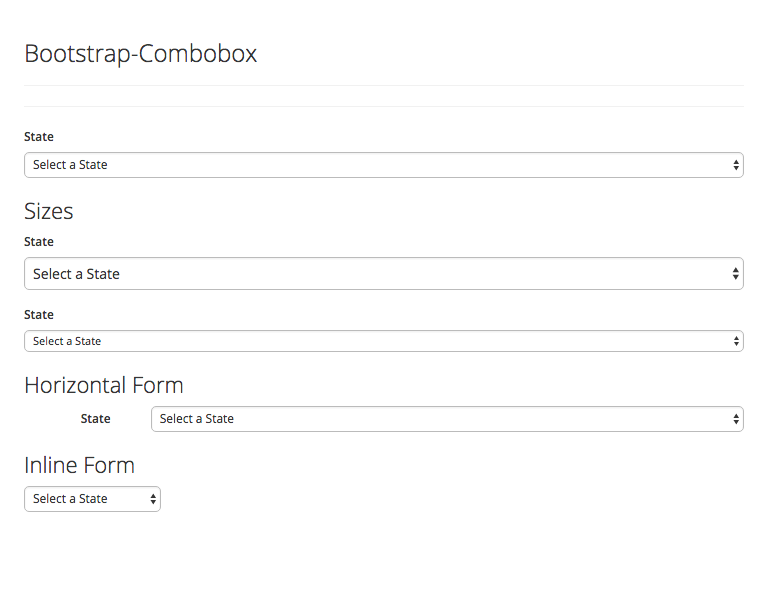 Bootstrap-Combobox
State
Select a State
Sizes
State
Select a State
State
Select a State
Horizontal Form
State Select a State
Inline Form
Select a State